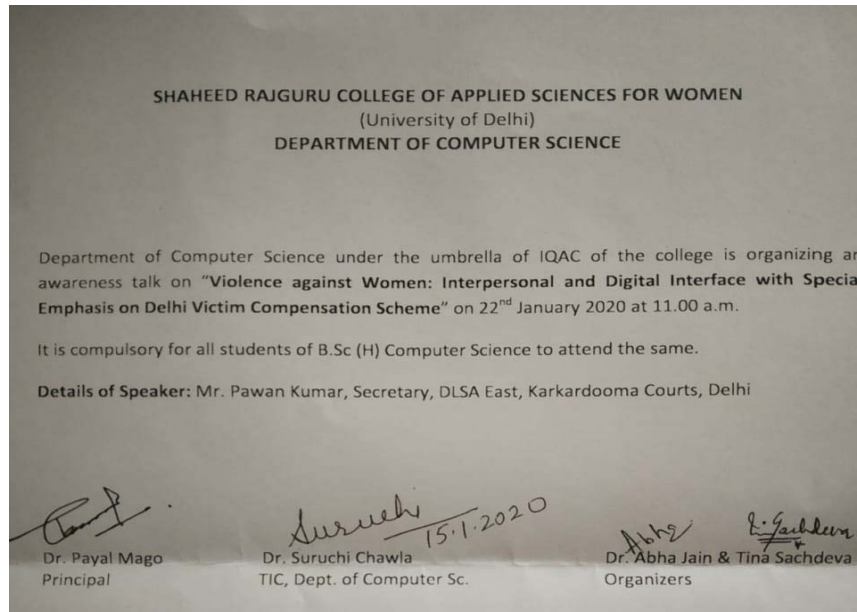 SHAHEED RAJGURU COLLEGE OF APPLIED SCIENCES FOR WOMEN
(University of Delhi)
DEPARTMENT OF COMPUTER SCIENCE
Department of Computer Science under the umbrella of IQAC of the college is organizing an
awareness talk on “Violence against Women: Interpersonal and Digital Interface with Specia
Emphasis on Delhi Victim Compensation Scheme” on 22nd January 2020 at 11.00 a.m.
It is compulsory for all students of B.Sc (H) Computer Science to attend the same.
Details of Speaker: Mr. Pawan Kumar, Secretary, DLSA East, Karkardooma Courts, Delhi
Suruchi
15.1.2020
Abha
T. Sachdeva
Dr. Payal Mago
Dr. Suruchi Chawla
Dr. Abha Jain & Tina Sachdeva
Principal
TIC, Dept. of Computer Sc.
Organizers